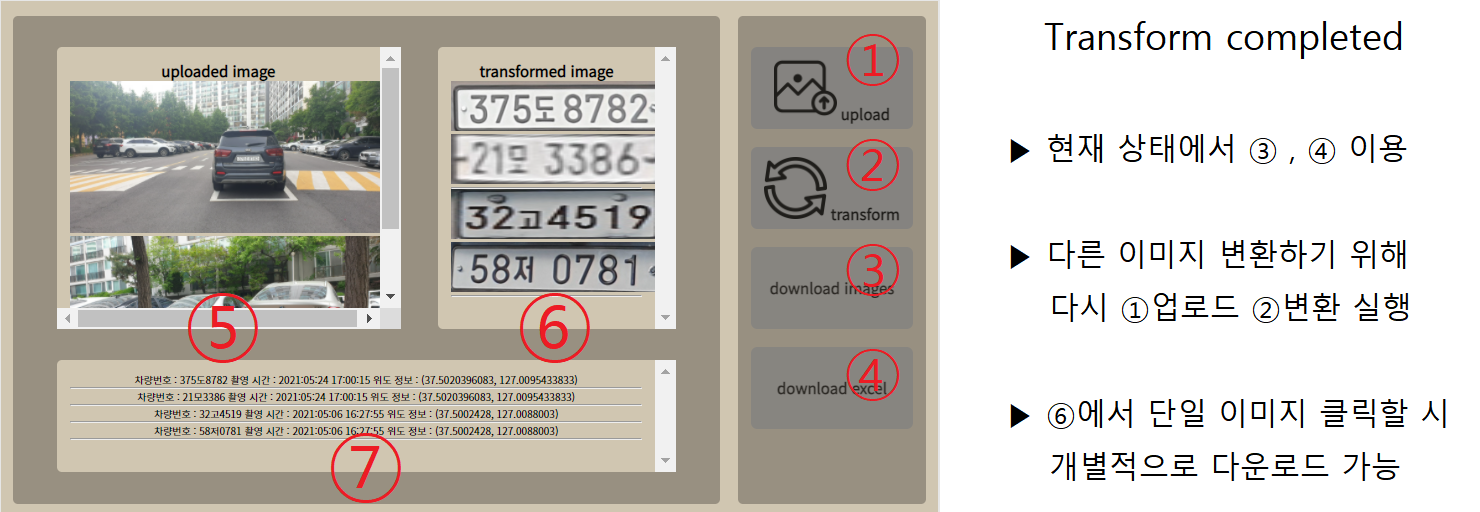 uploaded image
transformed image
375도 8782
21모 3386
32고4519
58저 0781
⑤
⑥
차량번호 : 375도8782 촬영 시간 : 2021:05:24 17:00:15 위도 정보 : (37.5020396083, 127.0095433833)
차량번호 : 21모3386 촬영 시간 : 2021:05:24 17:00:15 위도 정보 : (37.5020396083, 127.0095433833)
차량번호 : 32고4519 촬영 시간 : 2021:05:06 16:27:55 위도 정보 : (37.5002428, 127.0088003)
차량번호 : 58저0781 촬영 시간 : 2021:05:06 16:27:55 위도 정보 : (37.5002428, 127.0088003)
⑦
①
upload
②
transform
③
download images
④
download excel
Transform completed
▶ 현재 상태에서 ③ , ④ 이용
▶ 다른 이미지 변환하기 위해
다시 ①업로드 ②변환 실행
▶ ⑥에서 단일 이미지 클릭할 시
개별적으로 다운로드 가능